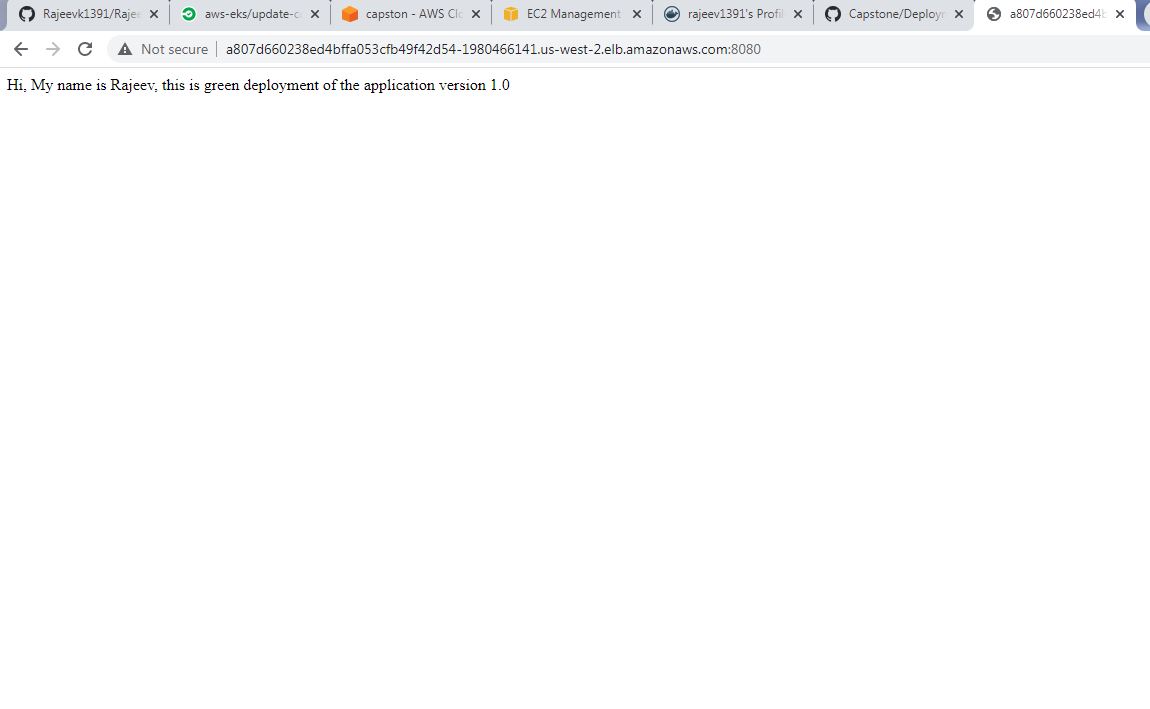 Rajeevk1391/Raje
aws-eks/update-c
capston - AWS Clo
EC2 Management
rajeev1391's Profil
Capstone/Deploy
a807d660238ed4b
Not secure
a807d660238ed4bffa053cfb49f42d54-1980466141.us-west-2.elb.amazonaws.com:8080
Hi, My name is Rajeev, this is green deployment of the application version 1.0